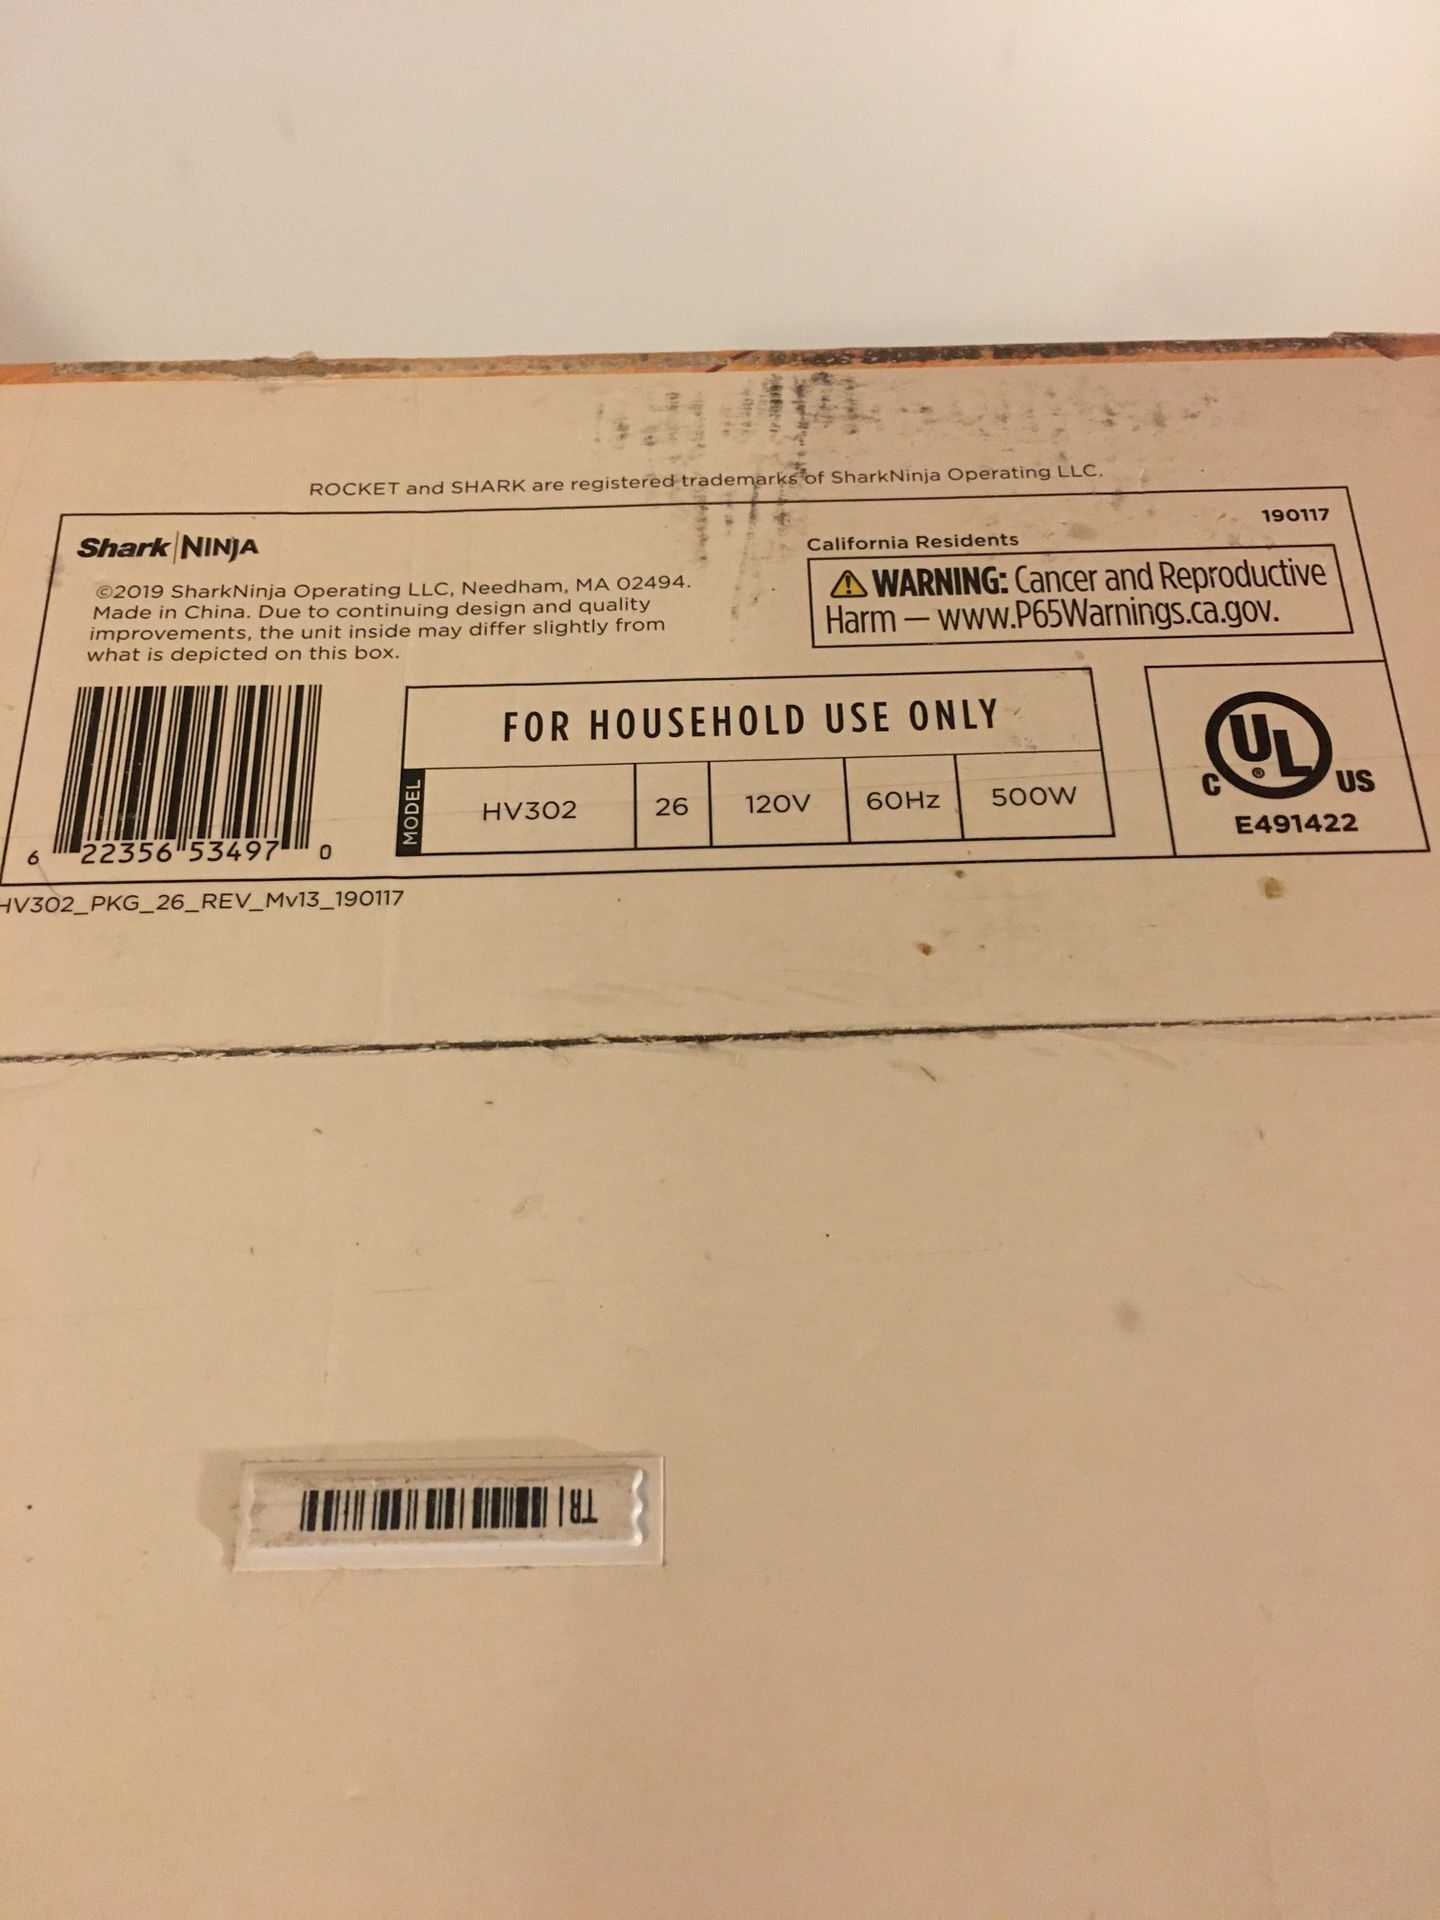 ROCKET and SHARK are registered trademarks of SharkNinja Operating LLC.
190117
Shark NINJA
©2019 SharkNinja Operating LLC, Needham, MA 02494.
Made in China. Due to continuing design and quality
improvements, the unit inside may differ slightly from
what is depicted on this box.
California Residents
WARNING: Cancer and Reproductive
Harm — www.P65Warnings.ca.gov.
6 22356 53497 0
FOR HOUSEHOLD USE ONLY
MODEL HV302 26 120V 60Hz 500W
C UL ® US
E491422
HV302_PKG_26_REV_Mv13_190117
TR